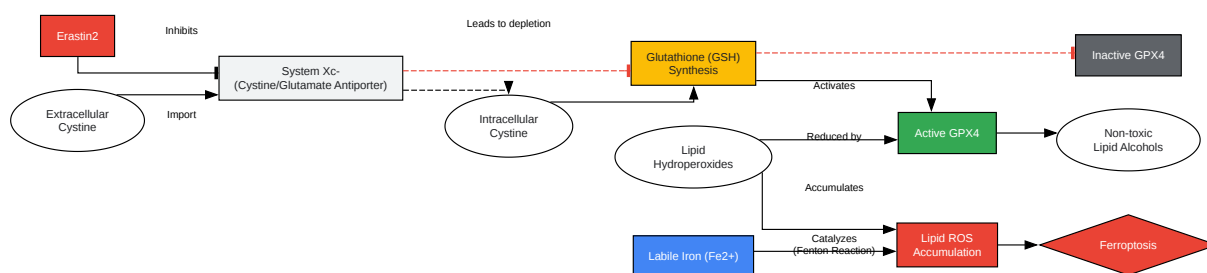 Erastin2
Inhibits
Leads to depletion
System Xc-
(Cystine/Glutamate Antiporter)
Glutathione (GSH)
Synthesis
Inactive GPX4
Extracellular
Cystine
Import
Intracellular
Cystine
Activates
Lipid
Hydroperoxides
Reduced by
Active GPX4
Non-toxic
Lipid Alcohols
Accumulates
Labile Iron (Fe2+)
Catalyzes
(Fenton Reaction)
Lipid ROS
Accumulation
Ferroptosis